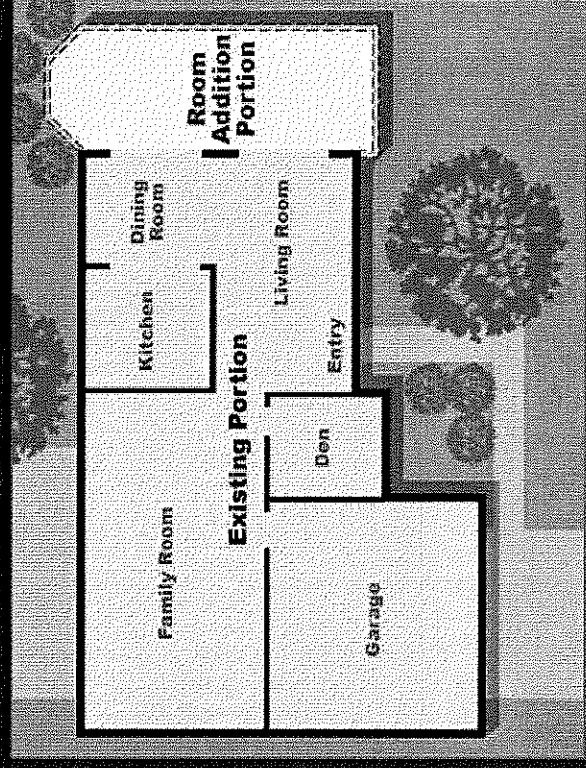 Family Room
Kitchen
Dining
Room
Room
Addition
Portion
Existing Portion
Living Room
Garage
Den
Entry